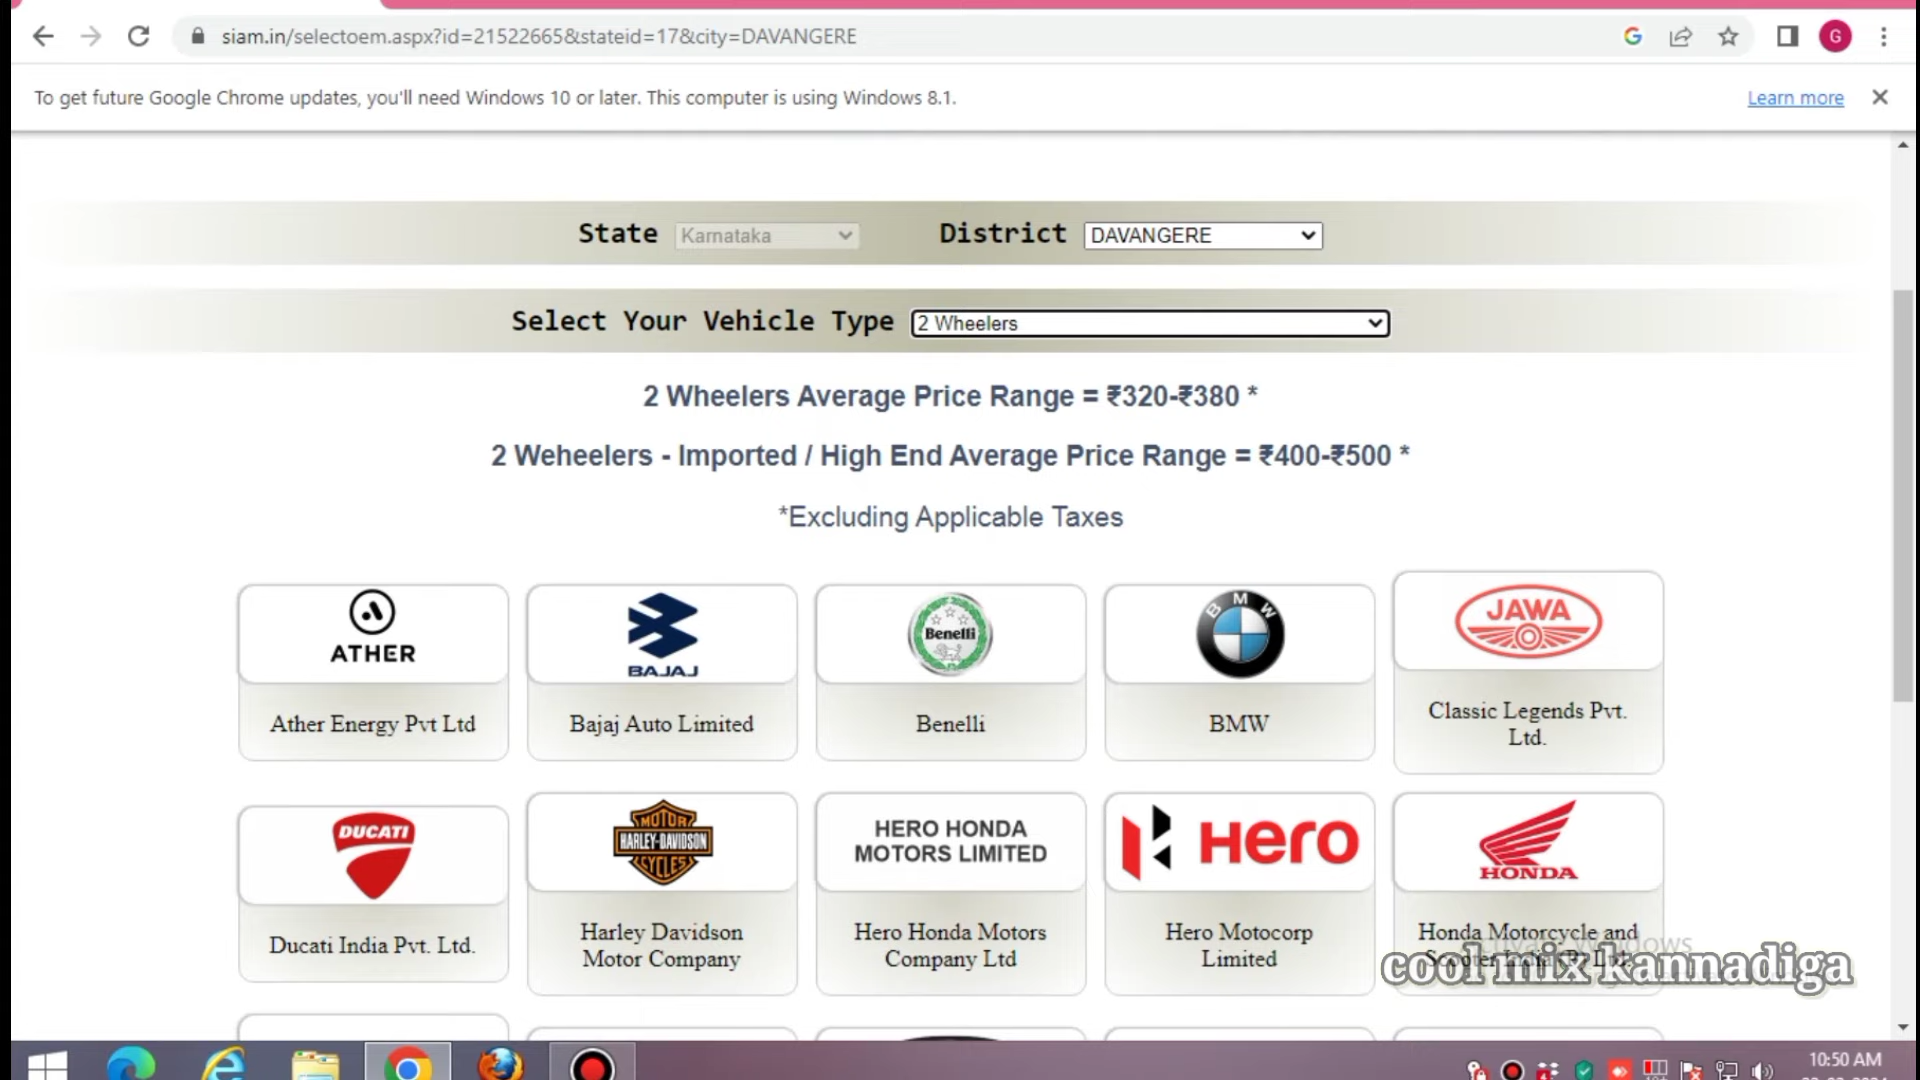 siam.in/selectoem.aspx?id=21522665&stateid=17&city=DAVANGERE
G
To get future Google Chrome updates, you'll need Windows 10 or later. This computer is using Windows 8.1.
Learn more
State Karnataka District DAVANGERE
Select Your Vehicle Type 2 Wheelers
2 Wheelers Average Price Range = ₹320-₹380 *
2 Weheelers - Imported / High End Average Price Range = ₹400-₹500 *
*Excluding Applicable Taxes
ATHER
BAJAJ
Benelli
BMW
JAWA
Ather Energy Pvt Ltd
Bajaj Auto Limited
Benelli
BMW
Classic Legends Pvt.
Ltd.
DUCATI
MOTOR
HARLEY-DAVIDSON
CYCLES
HERO HONDA
MOTORS LIMITED
Hero
HONDA
Ducati India Pvt. Ltd.
Harley Davidson
Motor Company
Hero Honda Motors
Company Ltd
Hero Motocorp
Limited
Honda Motorcycle and
cool mix kannadiga
10:50 AM